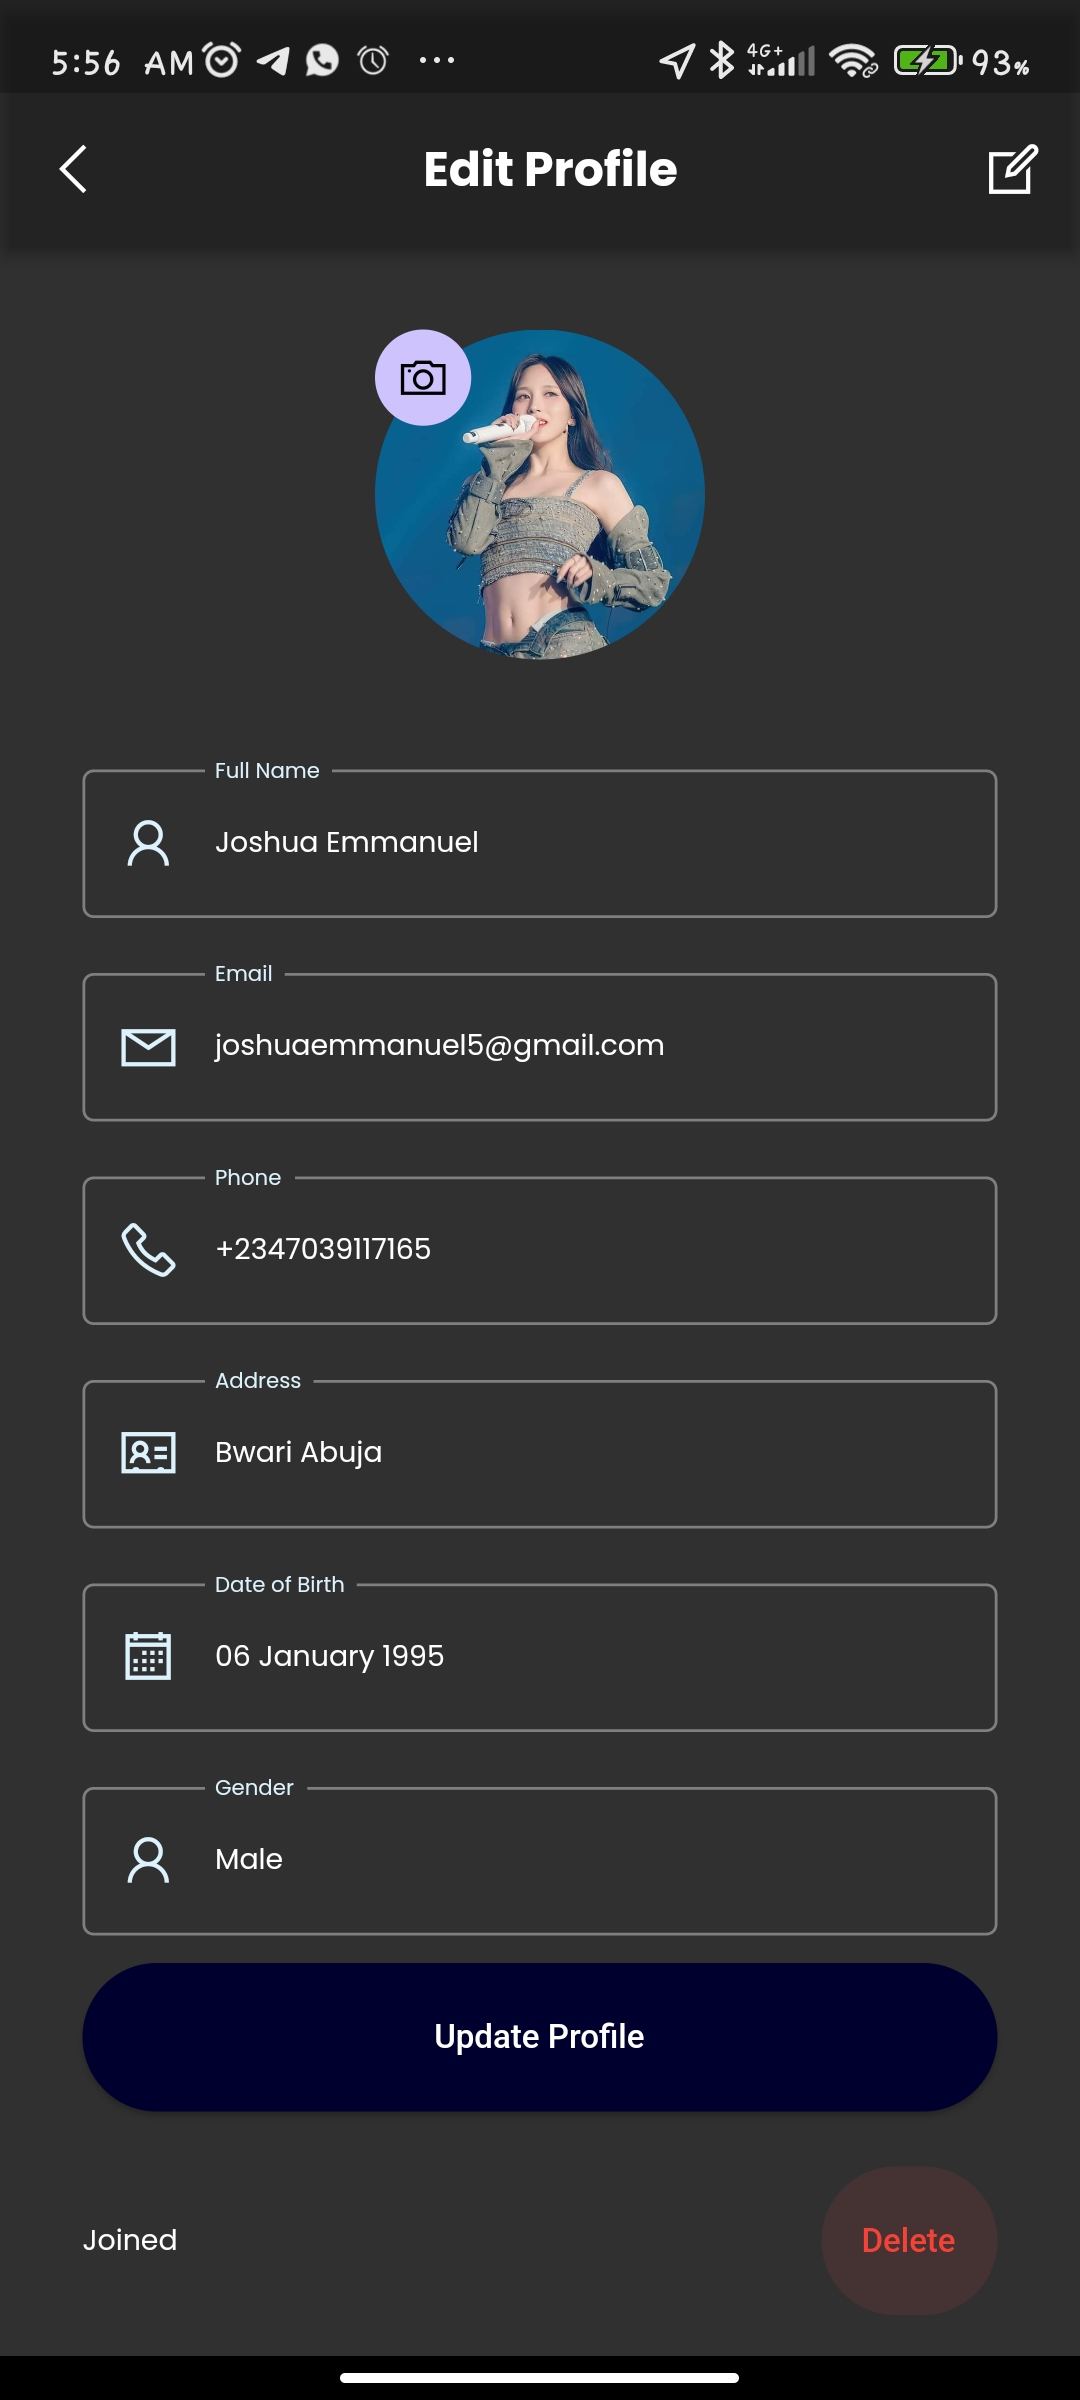 5:56 AM
4G+
93%
Edit Profile
Full Name
Joshua Emmanuel
Email
joshuaemmanuel5@gmail.com
Phone
+2347039117165
Address
Bwari Abuja
Date of Birth
06 January 1995
Gender
Male
Update Profile
Joined
Delete